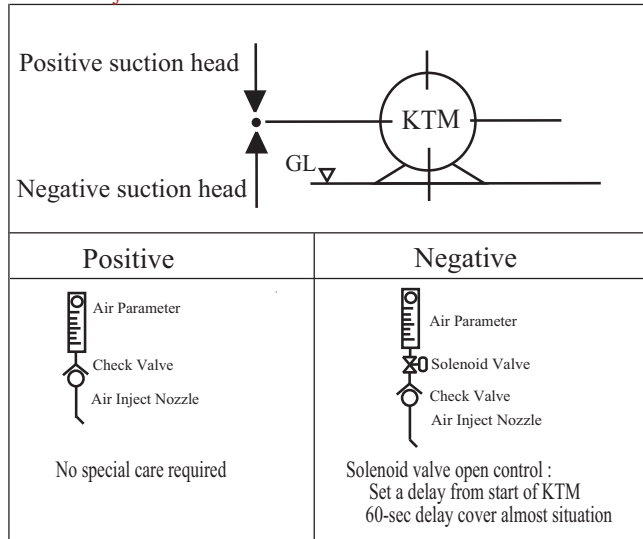 Positive suction head
KTM
GL
Negative suction head
Positive
Negative
Air Parameter
Check Valve
Air Inject Nozzle
No special care required
Air Parameter
Solenoid Valve
Check Valve
Air Inject Nozzle
Solenoid valve open control :
Set a delay from start of KTM
60-sec delay cover almost situation